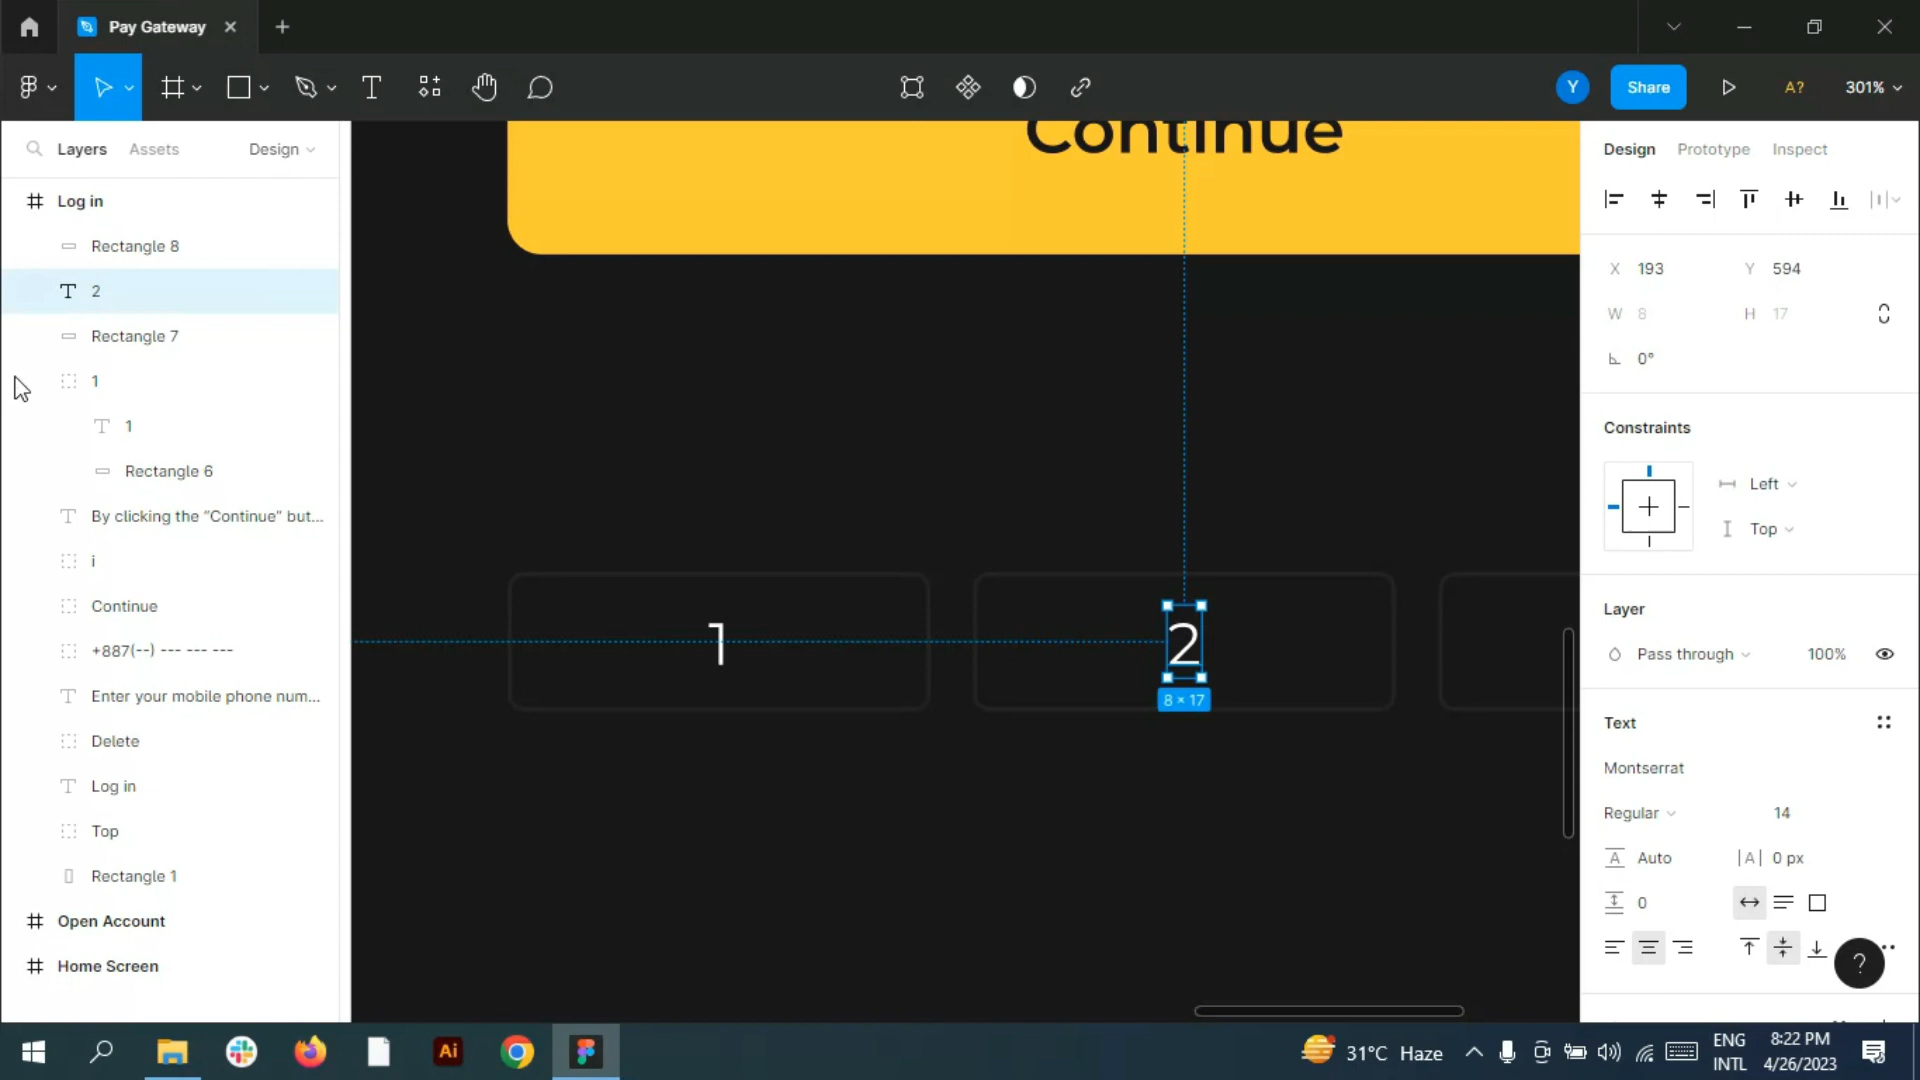 Pay Gateway
Share
A?
301%
Y
Layers
Assets
Design
Log in
Rectangle 8
2
Rectangle 7
1
1
Rectangle 6
By clicking the “Continue” but...
i
Continue
+887(--) --- --- ---
Enter your mobile phone num...
Delete
Log in
Top
Rectangle 1
Open Account
Home Screen
Continue
1
2
8 × 17
Design
Prototype
Inspect
X 193
Y 594
W 8
H 17
0°
Constraints
Left
Top
Layer
Pass through
100%
Text
Montserrat
Regular
14
A Auto
|A| 0 px
0
?
Ai
31°C Haze
ENG
INTL
8:22 PM
4/26/2023